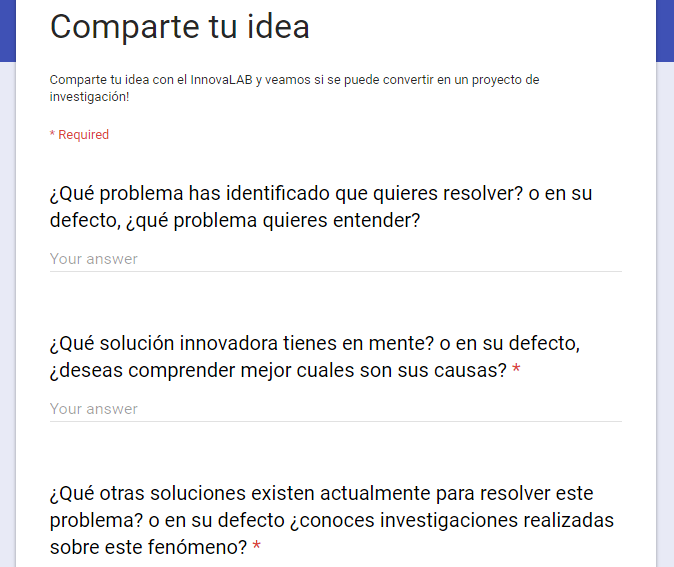 Comparte tu idea
Comparte tu idea con el InnovaLAB y veamos si se puede convertir en un proyecto de
investigación!
* Required
¿Qué problema has identificado que quieres resolver? o en su
defecto, ¿qué problema quieres entender?
Your answer
¿Qué solución innovadora tienes en mente? o en su defecto,
¿deseas comprender mejor cuales son sus causas? *
Your answer
¿Qué otras soluciones existen actualmente para resolver este
problema? o en su defecto ¿conoces investigaciones realizadas
sobre este fenómeno? *